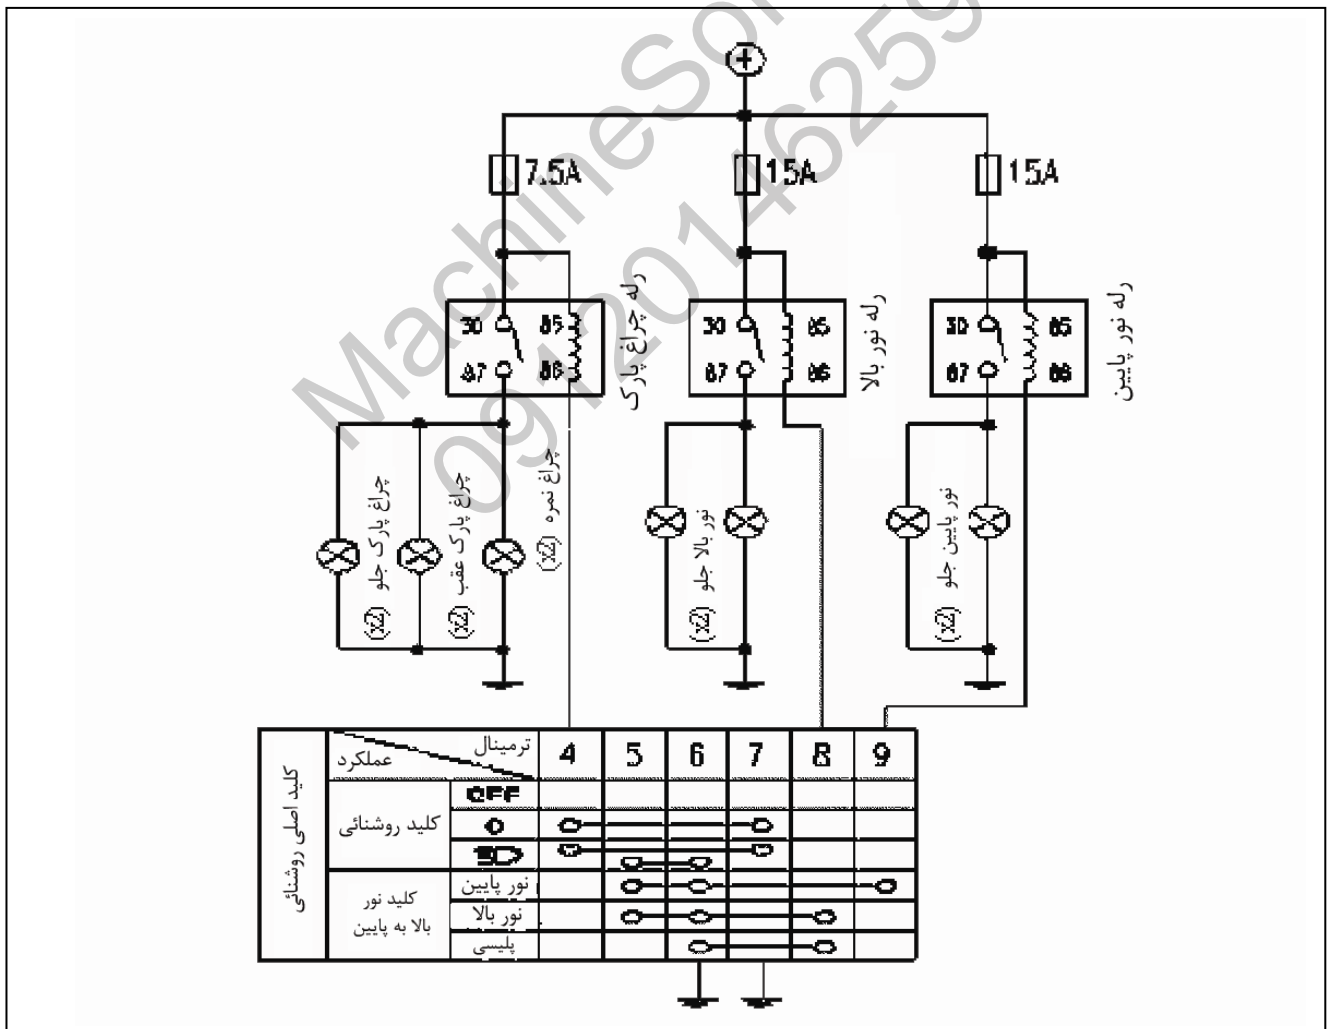 MachineSor
0912014625 9
+
7.5A
15A
15A
30
85
87
86
رله چراغ پارک
30
85
87
86
رله نور بالا
30
85
87
86
رله نور پایین
چراغ پارک جلو (x2)
چراغ پارک عقب (x2)
چراغ نمره (x2)
نور بالا جلو (x2)
نور پایین جلو (x2)
کلید اصلی روشنائی
ترمینال
عملکرد
4 5 6 7 8 9
کلید روشنائی
OFF
کلید نور
بالا به پایین
نور پایین
نور بالا
پلیسی